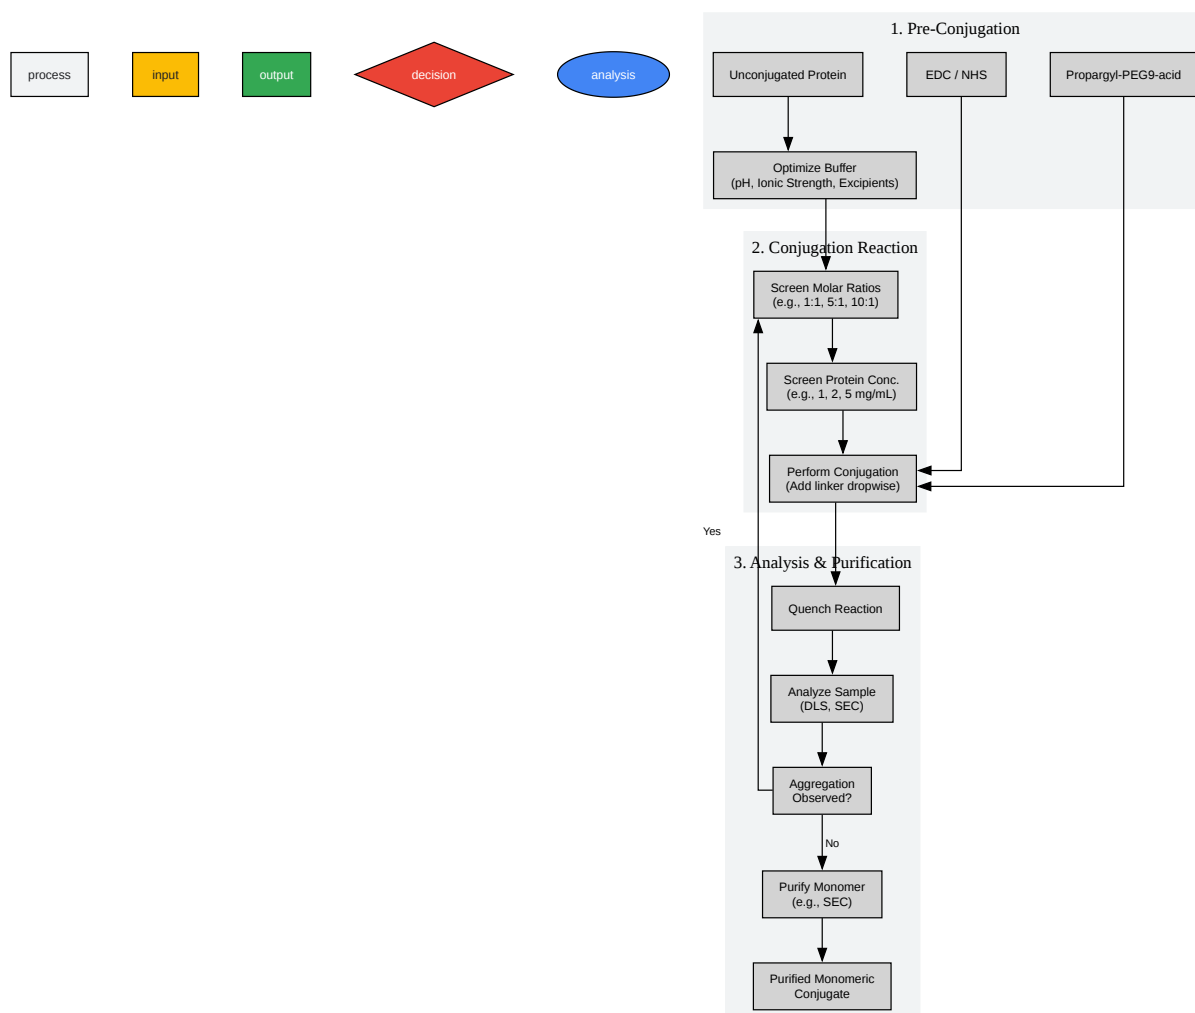 process
input
output
decision
analysis
1. Pre-Conjugation
Unconjugated Protein
EDC / NHS
Propargyl-PEG9-acid
Optimize Buffer
(pH, Ionic Strength, Excipients)
2. Conjugation Reaction
Screen Molar Ratios
(e.g., 1:1, 5:1, 10:1)
Screen Protein Conc.
(e.g., 1, 2, 5 mg/mL)
Perform Conjugation
(Add linker dropwise)
Yes
3. Analysis & Purification
Quench Reaction
Analyze Sample
(DLS, SEC)
Aggregation
Observed?
No
Purify Monomer
(e.g., SEC)
Purified Monomeric
Conjugate